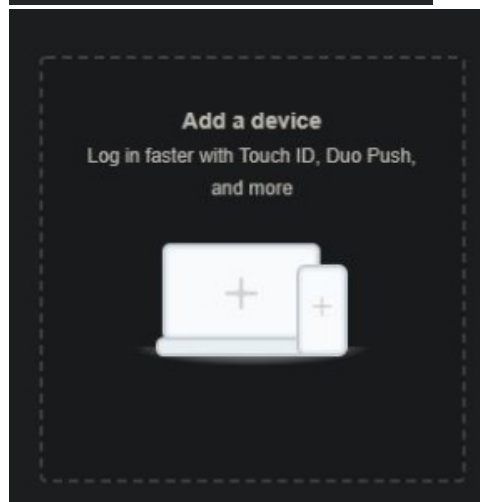 Add a device
Log in faster with Touch ID, Duo Push,
and more